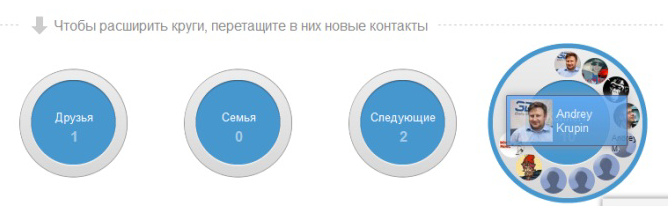 Чтобы расширить круги, перетащите в них новые контакты
Друзья
1
Семья
0
Следующие
2
Andrey
Krupin